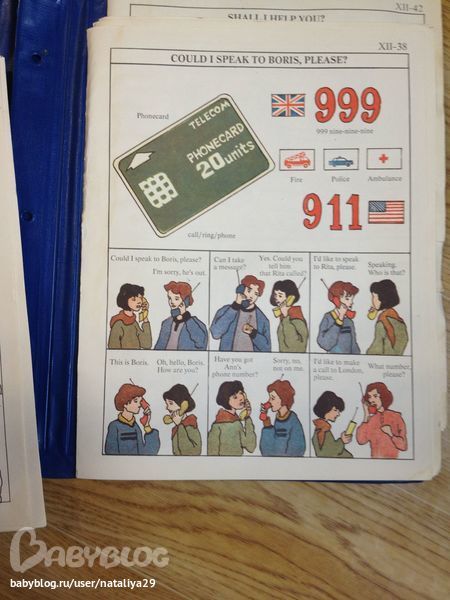 XII-42
SHALL I HELP YOU?
XII-38
COULD I SPEAK TO BORIS, PLEASE?
Phonecard
TELECOM
PHONECARD
20 units
call/ring/phone
999
999 nine-nine-nine
Fire
Police
Ambulance
911
Could I speak to Boris, please?
I'm sorry, he's out.
Can I take
a message?
Yes. Could you
tell him
that Rita called?
I'd like to speak
to Rita, please.
Speaking.
Who is that?
This is Boris.
Oh, hello, Boris.
How are you?
Have you got
Ann's
phone number?
Sorry, no,
not on me.
I'd like to make
a call to London,
please.
What number,
please?
BABYBLOG
babyblog.ru/user/nataliya29